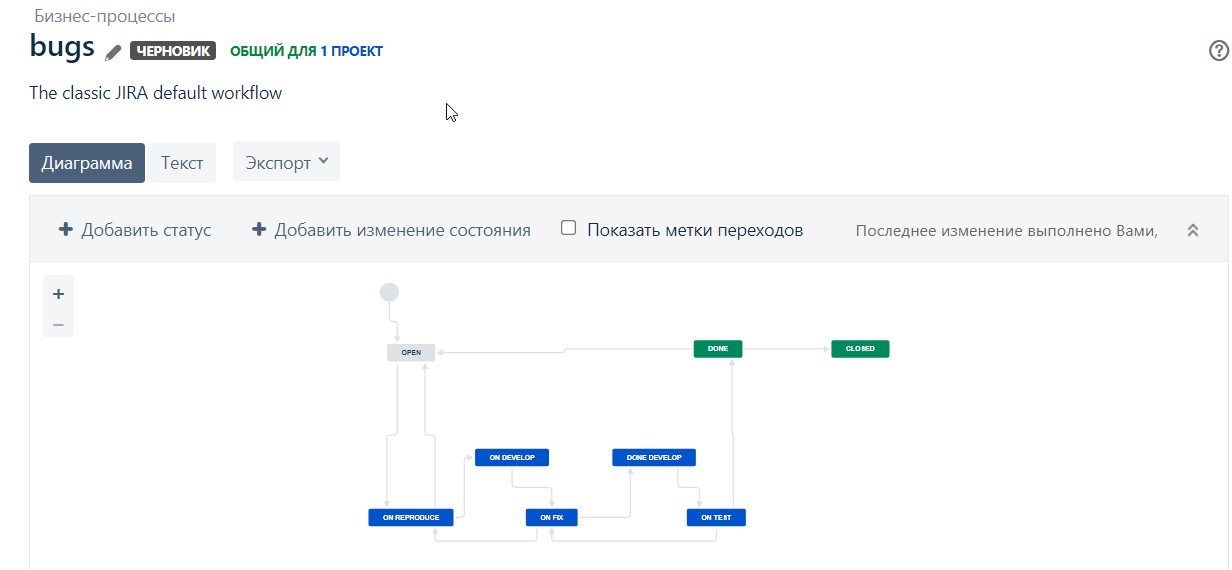 Бизнес-процессы
bugs ЧЕРНОВИК ОБЩИЙ ДЛЯ 1 ПРОЕКТ
The classic JIRA default workflow
Диаграмма Текст Экспорт
+ Добавить статус + Добавить изменение состояния Показать метки переходов Последнее изменение выполнено Вами,
+
−
OPEN DONE CLOSED
ON DEVELOP DONE DEVELOP
ON REPRODUCE ON FIX ON TEST